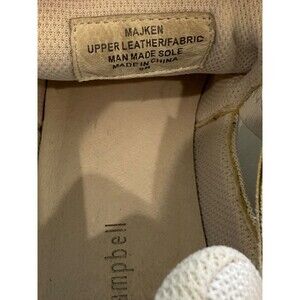 MAJKEN
UPPER LEATHER/FABRIC
MAN MADE SOLE
MADE IN CHINA
ampbell